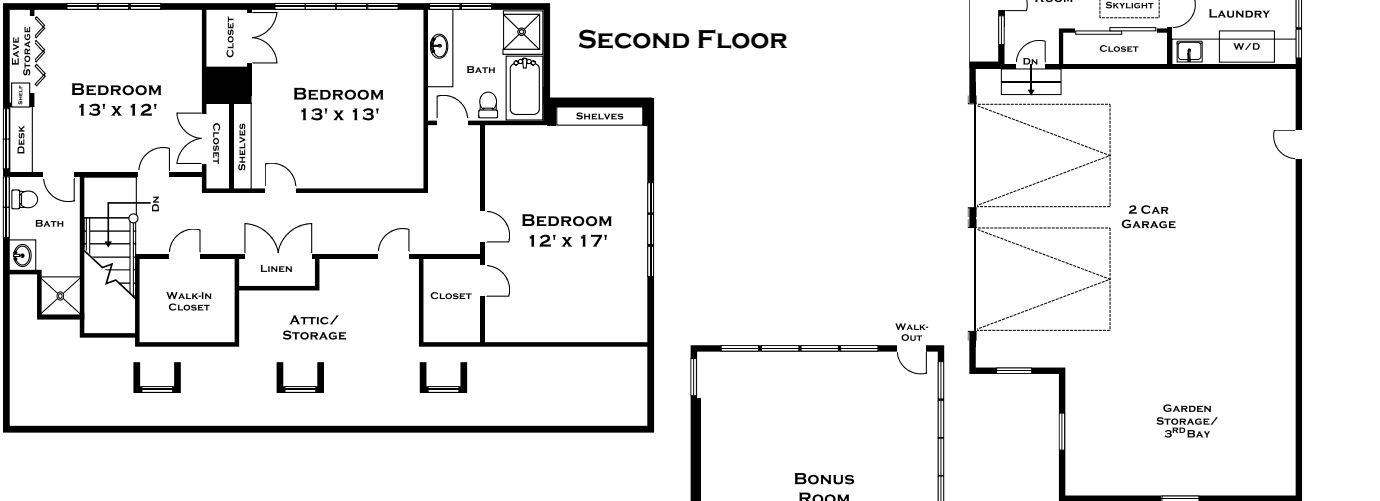 SECOND FLOOR
EAVE
STORAGE
SHELF
DESK
BEDROOM
13' X 12'
CLOSET
CLOSET
SHELVES
BEDROOM
13' X 13'
BATH
SHELVES
BEDROOM
12' X 17'
BATH
DN
WALK-IN
CLOSET
LINEN
CLOSET
ATTIC/
STORAGE
ROOM
SKYLIGHT
LAUNDRY
CLOSET
W/D
DN
2 CAR
GARAGE
GARDEN
STORAGE/
3RD BAY
WALK-
OUT
BONUS
ROOM